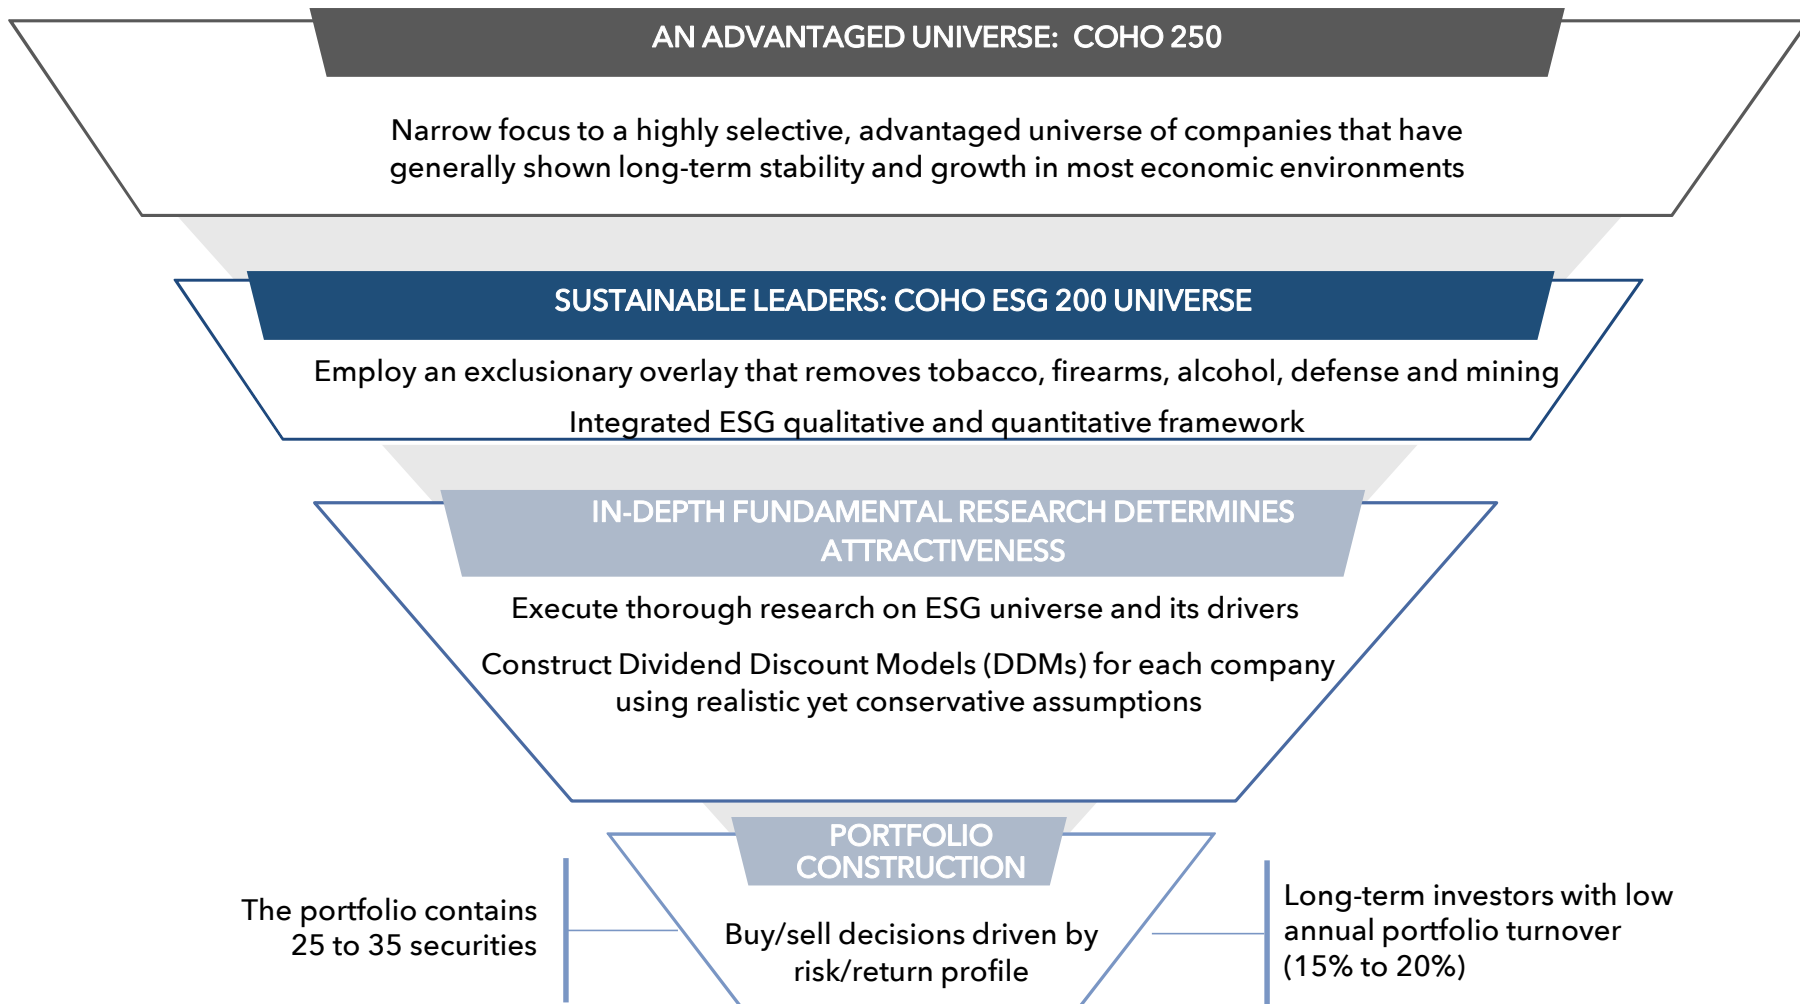 AN ADVANTAGED UNIVERSE: COHO 250
Narrow focus to a highly selective, advantaged universe of companies that have
generally shown long-term stability and growth in most economic environments
SUSTAINABLE LEADERS: COHO ESG 200 UNIVERSE
Employ an exclusionary overlay that removes tobacco, firearms, alcohol, defense and mining
Integrated ESG qualitative and quantitative framework
IN-DEPTH FUNDAMENTAL RESEARCH DETERMINES
ATTRACTIVENESS
Execute thorough research on ESG universe and its drivers
Construct Dividend Discount Models (DDMs) for each company
using realistic yet conservative assumptions
PORTFOLIO
CONSTRUCTION
The portfolio contains
25 to 35 securities
Buy/sell decisions driven by
risk/return profile
Long-term investors with low
annual portfolio turnover
(15% to 20%)